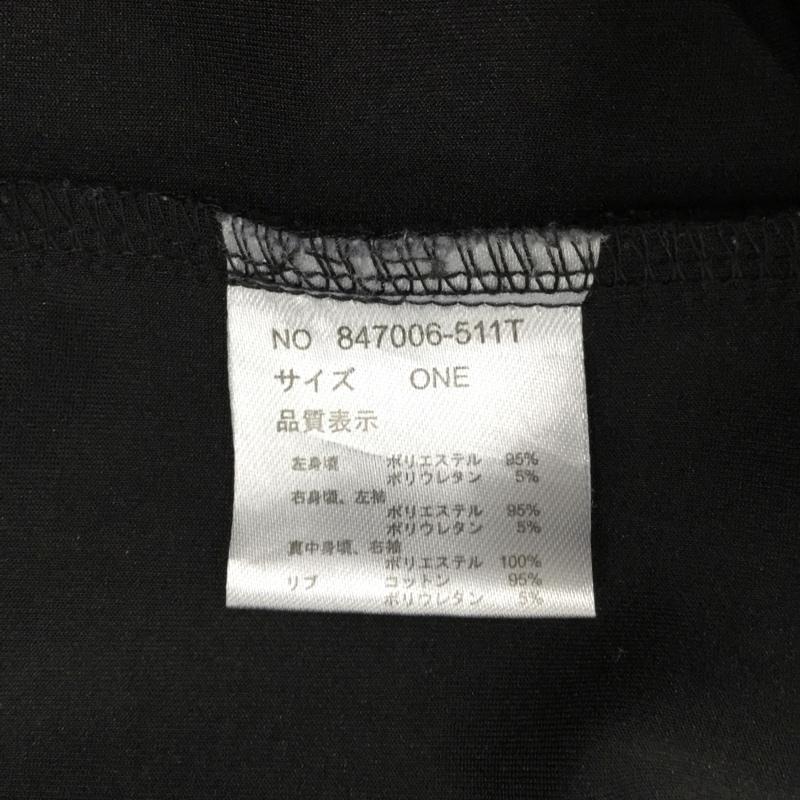 NO 847006-511T
サイズ ONE
品質表示
左身頃 ポリエステル 95%
ポリウレタン 5%
右身頃、左袖
ポリエステル 95%
ポリウレタン 5%
真中身頃、右袖
ポリエステル 100%
リブ コットン 95%
ポリウレタン 5%